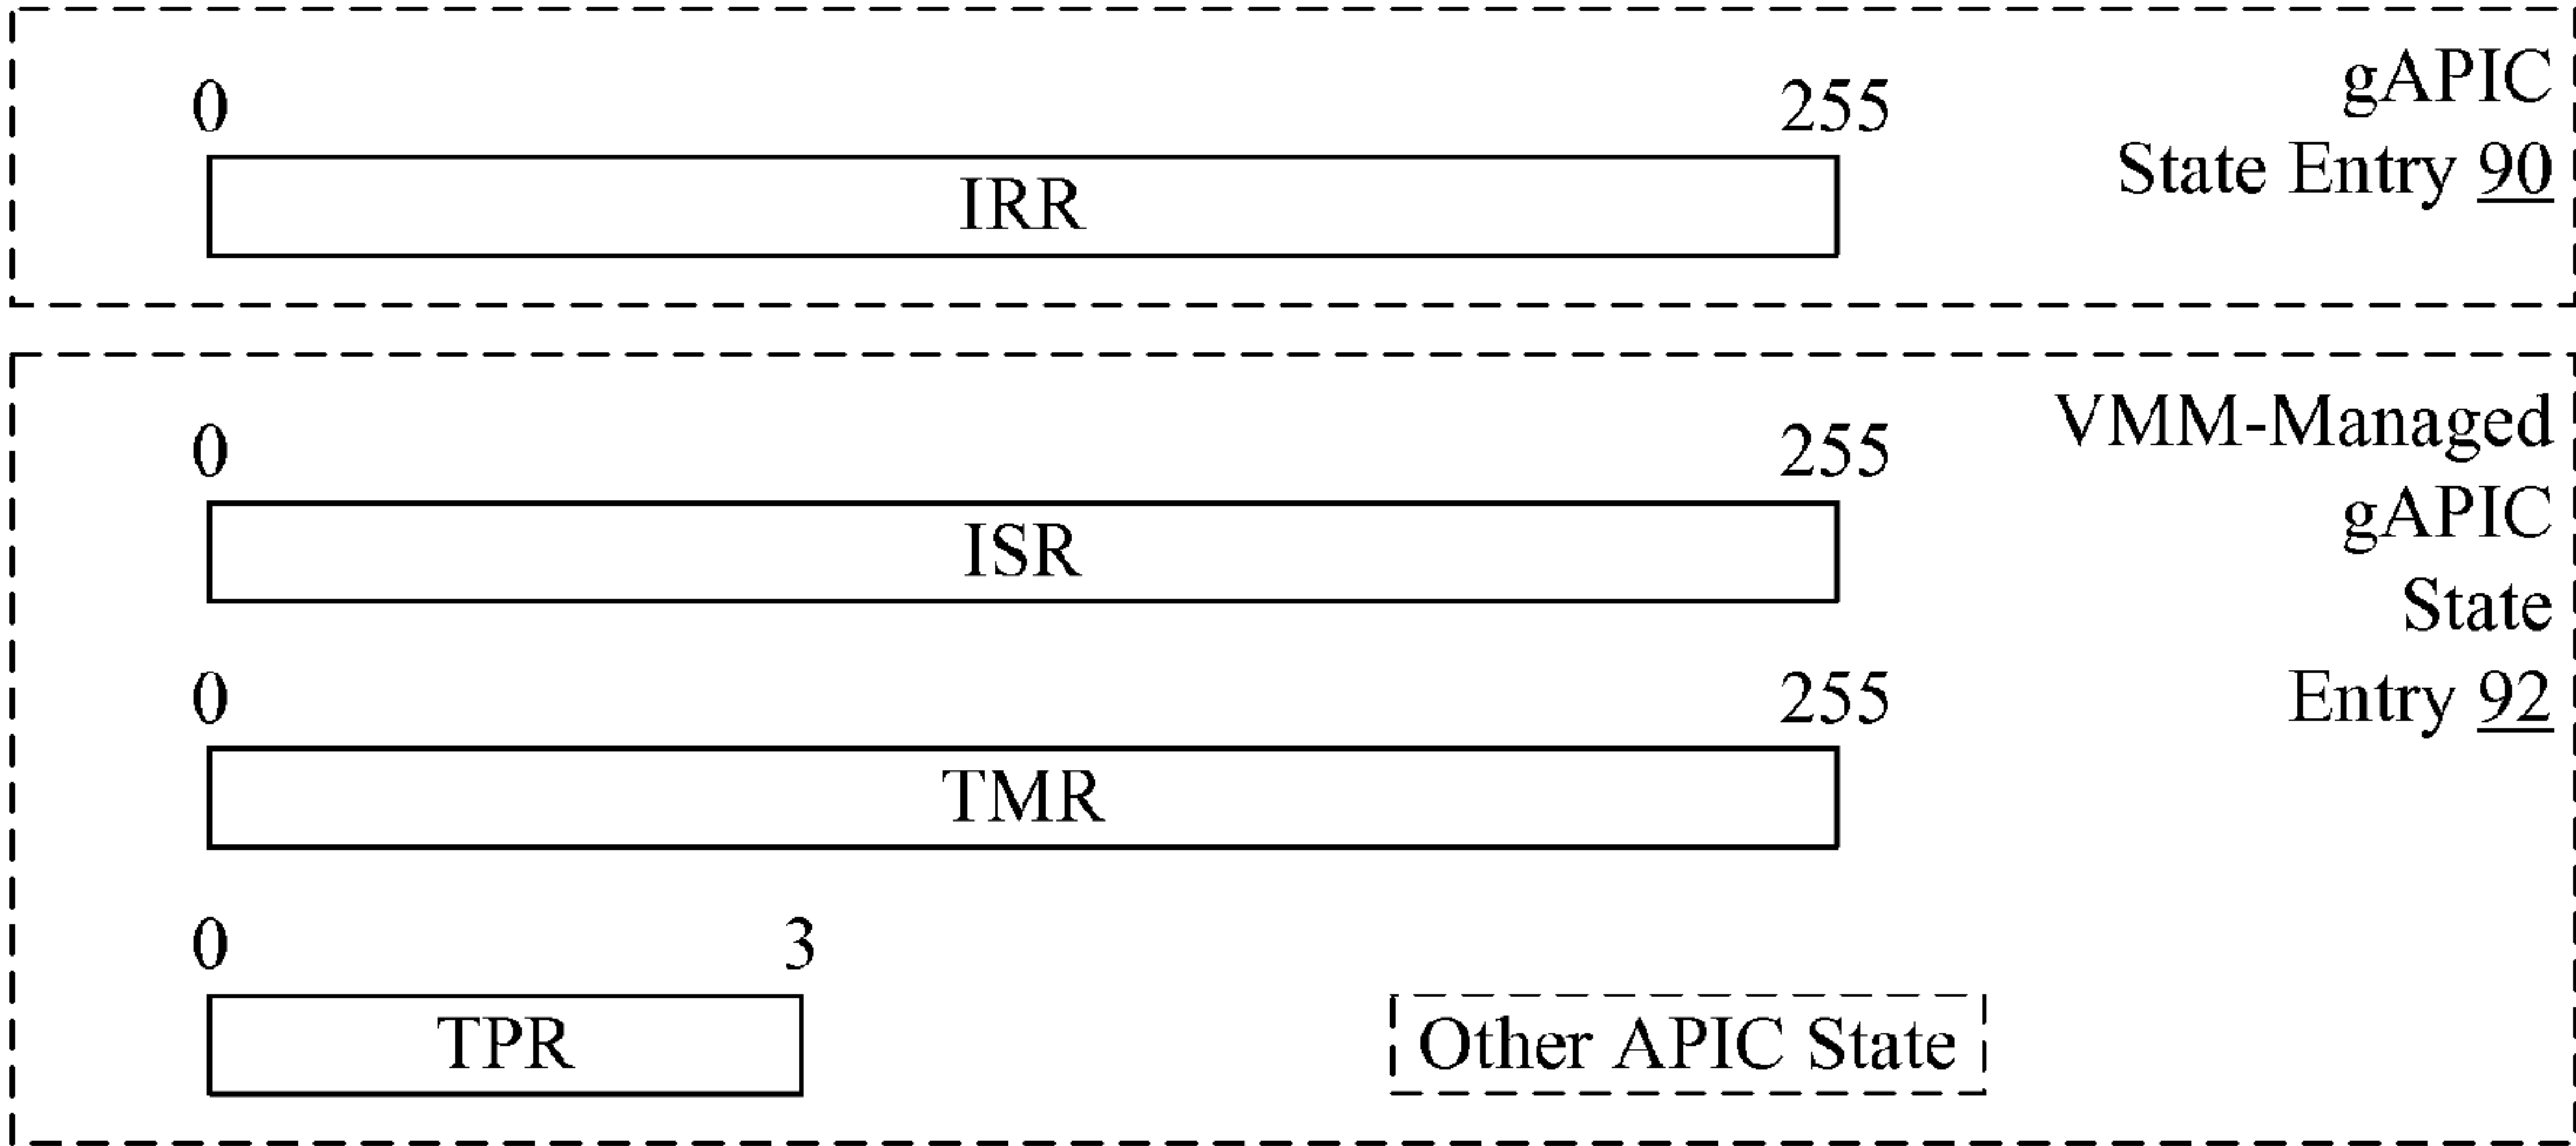 0 255
IRR
gAPIC
State Entry 90
0 255
ISR
VMM-Managed
gAPIC
State
Entry 92
0 255
TMR
0 3
TPR
Other APIC State